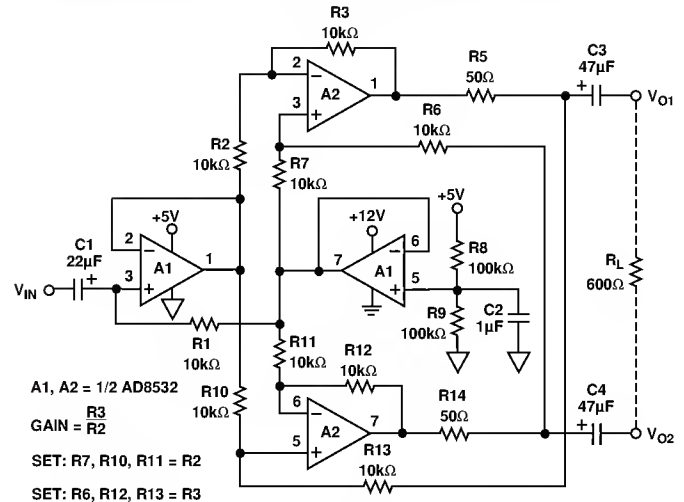 R3
10kΩ
2
1
A2
3
R5
50Ω
C3
47µF
+
VO1
R6
10kΩ
R2
10kΩ
R7
10kΩ
+5V
+12V
+5V
C1
22µF
+
2
1
A1
3
VIN
7
6
A1
5
R8
100kΩ
R9
100kΩ
C2
1µF
RL
600Ω
R1
10kΩ
R11
10kΩ
R12
10kΩ
R10
10kΩ
6
7
A2
5
R14
50Ω
C4
47µF
+
VO2
R13
10kΩ
A1, A2 = 1/2 AD8532
GAIN = R3
R2
SET: R7, R10, R11 = R2
SET: R6, R12, R13 = R3